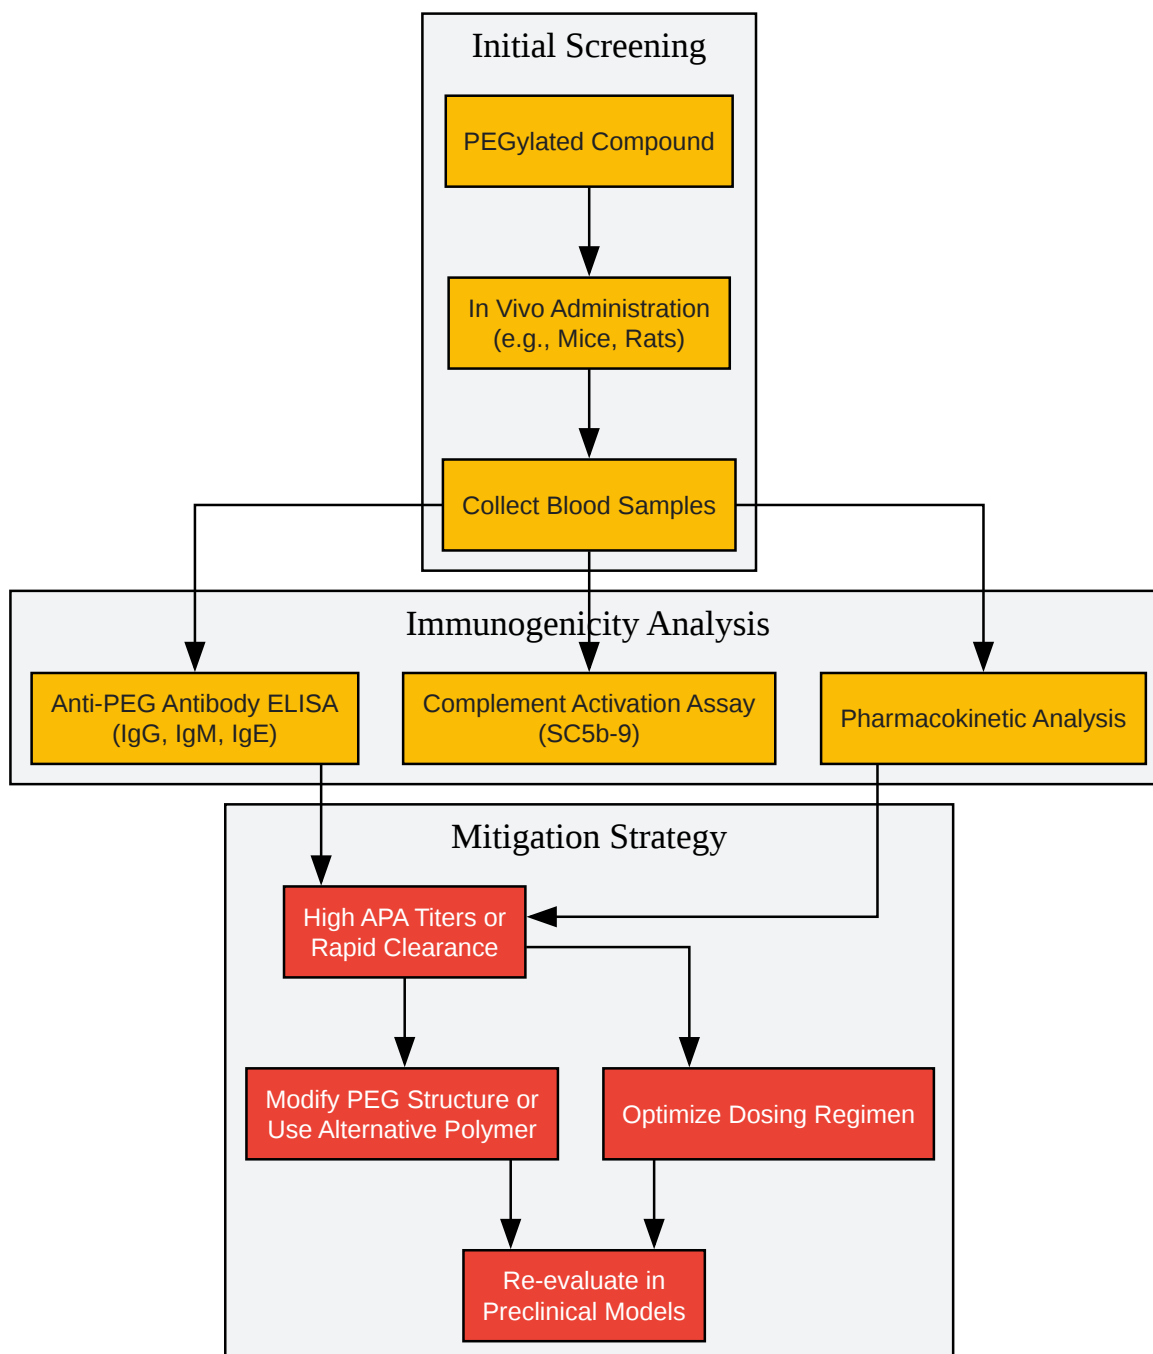 Initial Screening
PEGylated Compound
In Vivo Administration
(e.g., Mice, Rats)
Collect Blood Samples
Immunogenicity Analysis
Anti-PEG Antibody ELISA
(IgG, IgM, IgE)
Complement Activation Assay
(SC5b-9)
Pharmacokinetic Analysis
Mitigation Strategy
High APA Titers or
Rapid Clearance
Modify PEG Structure or
Use Alternative Polymer
Optimize Dosing Regimen
Re-evaluate in
Preclinical Models